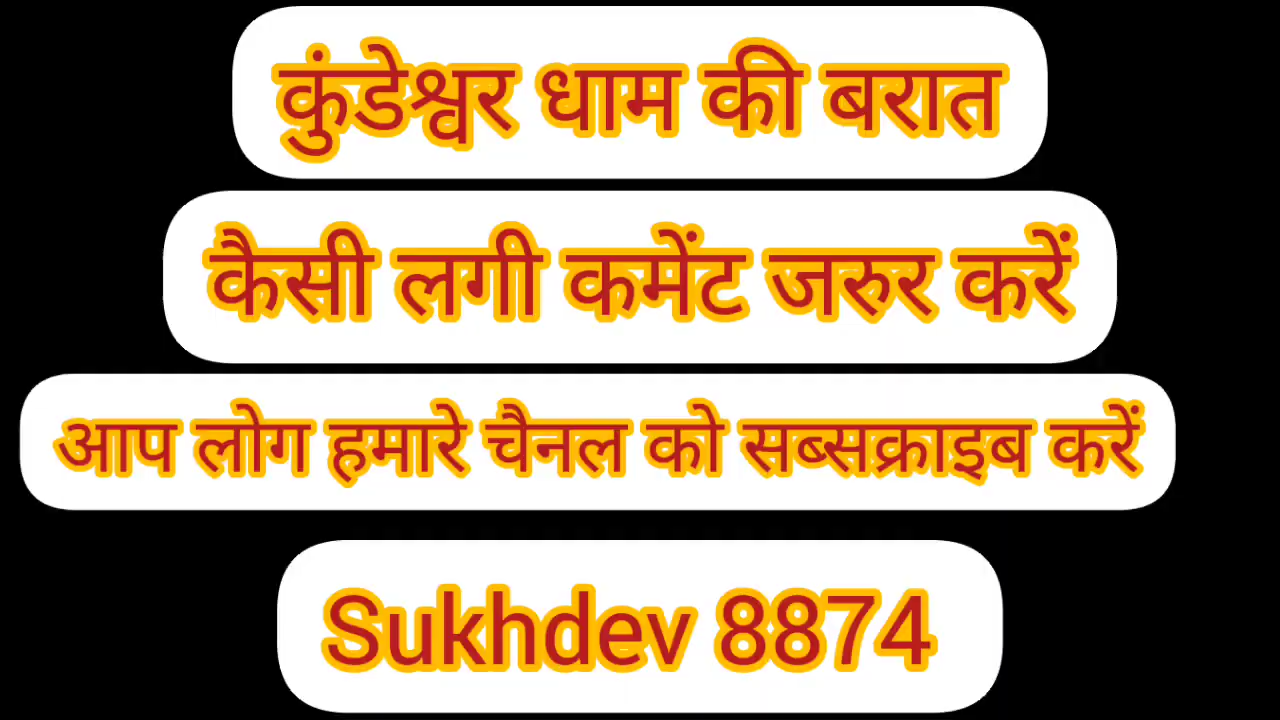 कुंडेश्वर धाम की बरात
कैसी लगी कमेंट जरुर करें
आप लोग हमारे चैनल को सब्सक्राइब करें
Sukhdev 8874